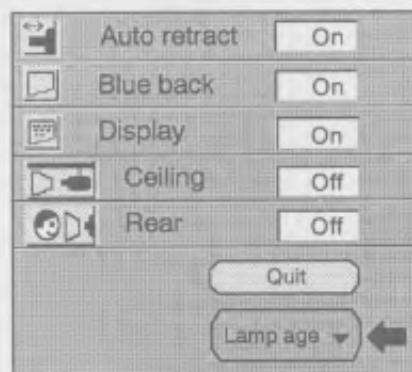 Auto retract On
Blue back On
Display On
Ceiling Off
Rear Off
Quit
Lamp age